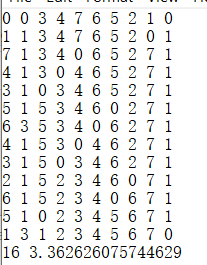 0 0 3 4 7 6 5 2 1 0
1 1 3 4 7 6 5 2 0 1
7 1 3 4 0 6 5 2 7 1
4 1 3 0 4 6 5 2 7 1
3 1 0 3 4 6 5 2 7 1
5 1 5 3 4 6 0 2 7 1
6 3 5 3 4 0 6 2 7 1
4 1 5 3 0 4 6 2 7 1
3 1 5 0 3 4 6 2 7 1
2 1 5 2 3 4 6 0 7 1
6 1 5 2 3 4 0 6 7 1
5 1 0 2 3 4 5 6 7 1
1 3 1 2 3 4 5 6 7 0
16 3.362626075744629